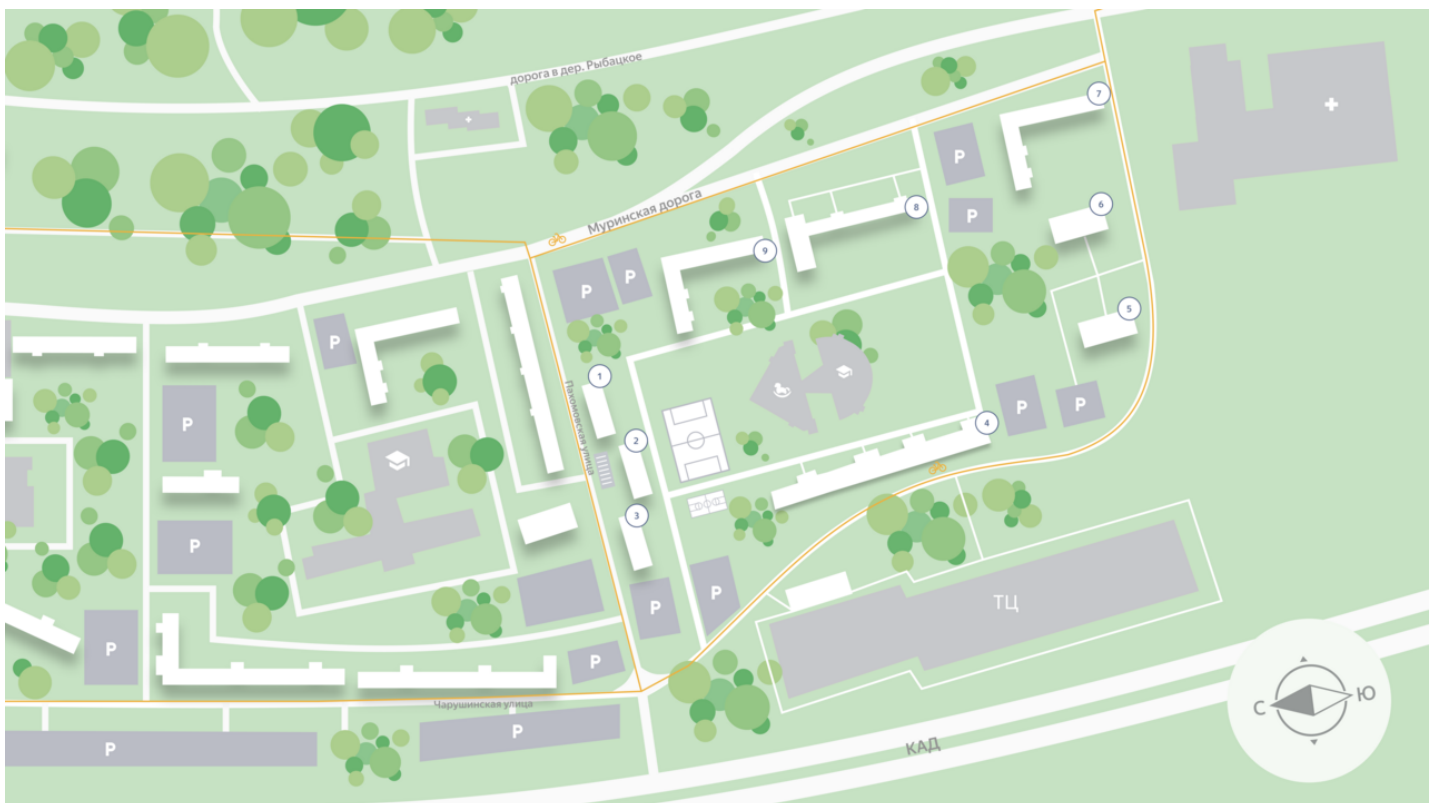 дорога в дер. Рыбацкое
7
Р
6
Муринская дорога
8
Р
9
Р
Р
5
Р
1
Пахомовская улица
Р
Р
4
Р
2
3
Р
Р
Р
ТЦ
Р
Р
Р
С
Ю
Чарушинская улица
Р
КАД
Р